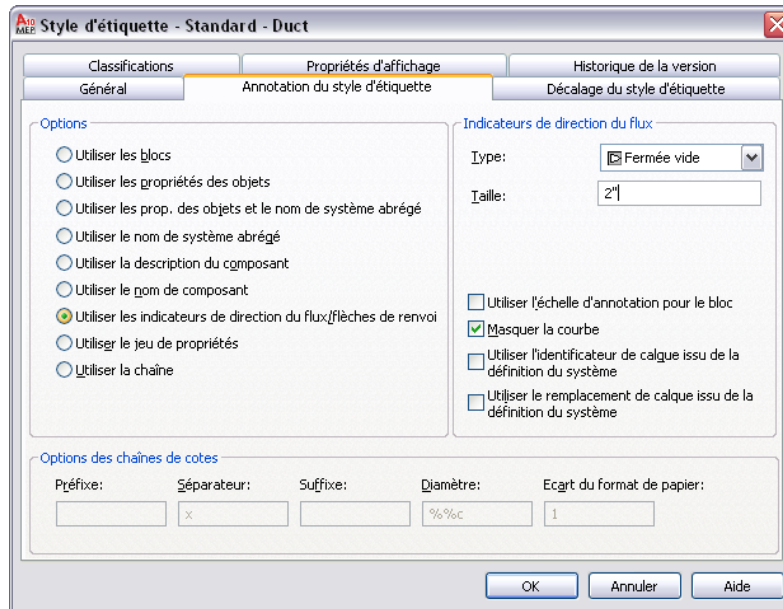 A10 MEP Style d'étiquette - Standard - Duct
Classifications
Propriétés d'affichage
Historique de la version
Général
Annotation du style d'étiquette
Décalage du style d'étiquette
Options
Utiliser les blocs
Utiliser les propriétés des objets
Utiliser les prop. des objets et le nom de système abrégé
Utiliser le nom de système abrégé
Utiliser la description du composant
Utiliser le nom de composant
Utiliser les indicateurs de direction du flux/flèches de renvoi
Utiliser le jeu de propriétés
Utiliser la chaîne
Indicateurs de direction du flux
Type:
Fermée vide
Taille:
2"
Utiliser l'échelle d'annotation pour le bloc
Masquer la courbe
Utiliser l'identificateur de calque issu de la
définition du système
Utiliser le remplacement de calque issu de la
définition du système
Options des chaînes de cotes
Préfixe:
Séparateur:
Suffixe:
Diamètre:
Ecart du format de papier:
x
%%c
1
OK
Annuler
Aide